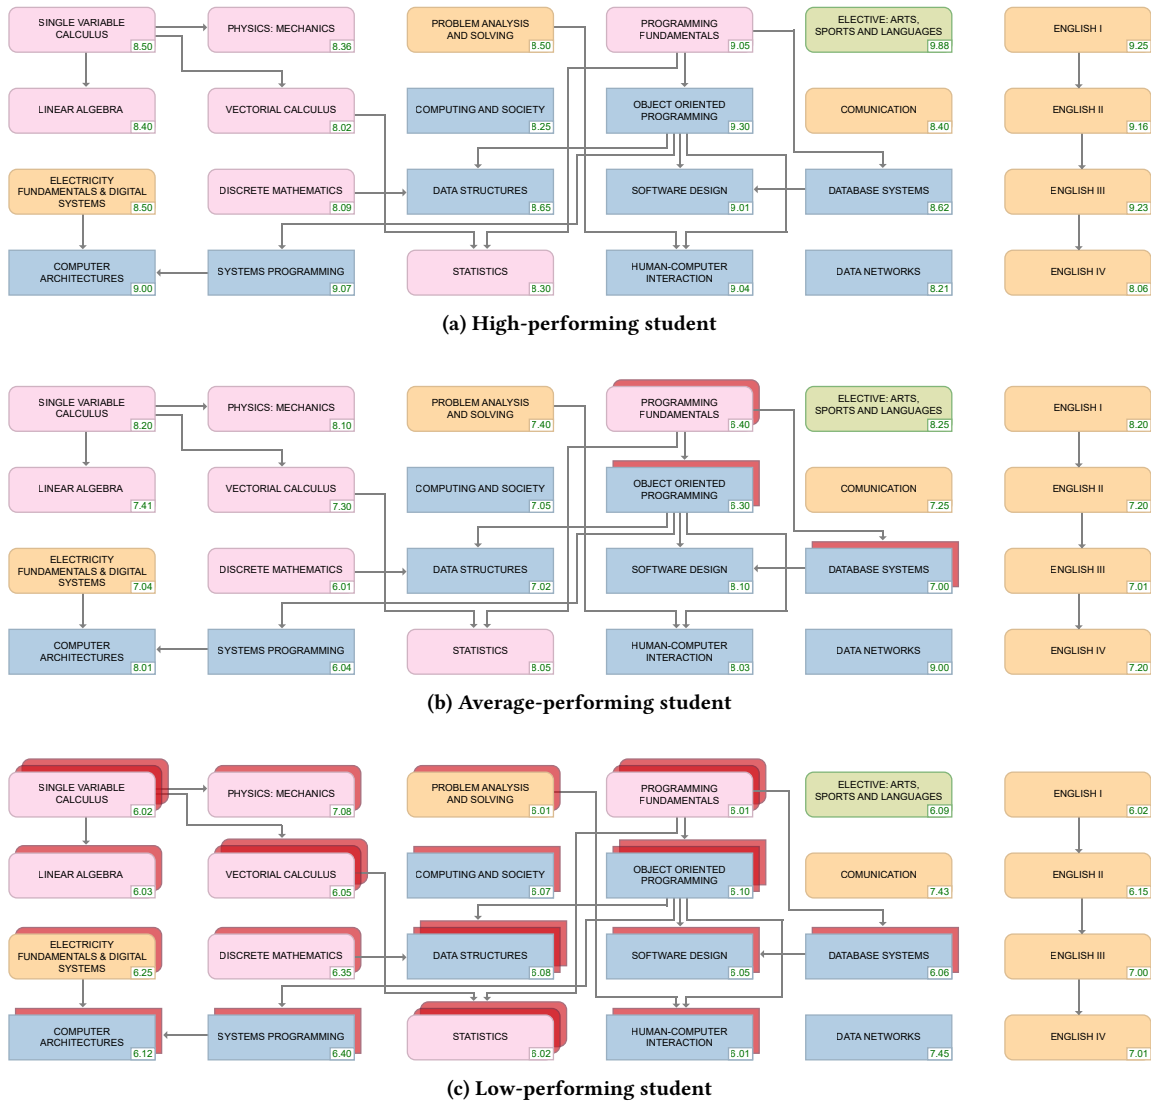 SINGLE VARIABLE
CALCULUS
8.50
PHYSICS: MECHANICS
8.36
PROBLEM ANALYSIS
AND SOLVING
8.50
PROGRAMMING
FUNDAMENTALS
9.05
ELECTIVE: ARTS,
SPORTS AND LANGUAGES
9.88
ENGLISH I
9.25
LINEAR ALGEBRA
8.40
VECTORIAL CALCULUS
8.02
COMPUTING AND SOCIETY
8.25
OBJECT ORIENTED
PROGRAMMING
9.30
COMUNICATION
8.40
ENGLISH II
9.16
ELECTRICITY
FUNDAMENTALS & DIGITAL
SYSTEMS
8.50
DISCRETE MATHEMATICS
8.09
DATA STRUCTURES
8.65
SOFTWARE DESIGN
9.01
DATABASE SYSTEMS
8.62
ENGLISH III
9.23
COMPUTER
ARCHITECTURES
9.00
SYSTEMS PROGRAMMING
9.07
STATISTICS
8.30
HUMAN-COMPUTER
INTERACTION
9.04
DATA NETWORKS
8.21
ENGLISH IV
8.06
(a) High-performing student
SINGLE VARIABLE
CALCULUS
8.20
PHYSICS: MECHANICS
8.10
PROBLEM ANALYSIS
AND SOLVING
7.40
PROGRAMMING
FUNDAMENTALS
6.40
ELECTIVE: ARTS,
SPORTS AND LANGUAGES
8.25
ENGLISH I
8.20
LINEAR ALGEBRA
7.41
VECTORIAL CALCULUS
7.30
COMPUTING AND SOCIETY
7.05
OBJECT ORIENTED
PROGRAMMING
6.30
COMUNICATION
7.25
ENGLISH II
7.20
ELECTRICITY
FUNDAMENTALS & DIGITAL
SYSTEMS
7.04
DISCRETE MATHEMATICS
6.01
DATA STRUCTURES
7.02
SOFTWARE DESIGN
8.10
DATABASE SYSTEMS
7.00
ENGLISH III
7.01
COMPUTER
ARCHITECTURES
8.01
SYSTEMS PROGRAMMING
6.04
STATISTICS
8.05
HUMAN-COMPUTER
INTERACTION
8.03
DATA NETWORKS
9.00
ENGLISH IV
7.20
(b) Average-performing student
SINGLE VARIABLE
CALCULUS
6.02
PHYSICS: MECHANICS
7.08
PROBLEM ANALYSIS
AND SOLVING
6.01
PROGRAMMING
FUNDAMENTALS
6.01
ELECTIVE: ARTS,
SPORTS AND LANGUAGES
6.09
ENGLISH I
6.02
LINEAR ALGEBRA
6.03
VECTORIAL CALCULUS
6.05
COMPUTING AND SOCIETY
6.07
OBJECT ORIENTED
PROGRAMMING
6.10
COMUNICATION
7.43
ENGLISH II
6.15
ELECTRICITY
FUNDAMENTALS & DIGITAL
SYSTEMS
6.25
DISCRETE MATHEMATICS
6.35
DATA STRUCTURES
6.08
SOFTWARE DESIGN
6.05
DATABASE SYSTEMS
6.06
ENGLISH III
7.00
COMPUTER
ARCHITECTURES
6.12
SYSTEMS PROGRAMMING
6.40
STATISTICS
6.02
HUMAN-COMPUTER
INTERACTION
6.01
DATA NETWORKS
7.45
ENGLISH IV
7.01
(c) Low-performing student